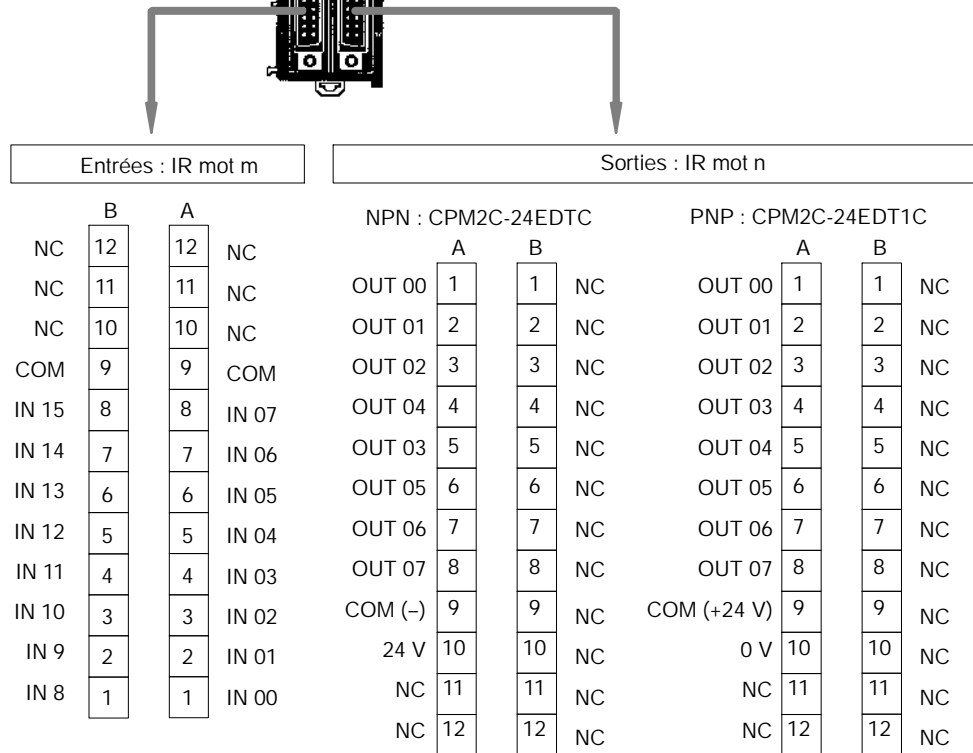 Entrées : IR mot m
Sorties : IR mot n
B A
NC 12 12 NC
NC 11 11 NC
NC 10 10 NC
COM 9 9 COM
IN 15 8 8 IN 07
IN 14 7 7 IN 06
IN 13 6 6 IN 05
IN 12 5 5 IN 04
IN 11 4 4 IN 03
IN 10 3 3 IN 02
IN 9 2 2 IN 01
IN 8 1 1 IN 00
NPN : CPM2C-24EDTC
A B
OUT 00 1 1 NC
OUT 01 2 2 NC
OUT 02 3 3 NC
OUT 04 4 4 NC
OUT 03 5 5 NC
OUT 05 6 6 NC
OUT 06 7 7 NC
OUT 07 8 8 NC
COM (–) 9 9 NC
24 V 10 10 NC
NC 11 11 NC
NC 12 12 NC
PNP : CPM2C-24EDT1C
A B
OUT 00 1 1 NC
OUT 01 2 2 NC
OUT 02 3 3 NC
OUT 03 4 4 NC
OUT 04 5 5 NC
OUT 05 6 6 NC
OUT 06 7 7 NC
OUT 07 8 8 NC
COM (+24 V) 9 9 NC
0 V 10 10 NC
NC 11 11 NC
NC 12 12 NC